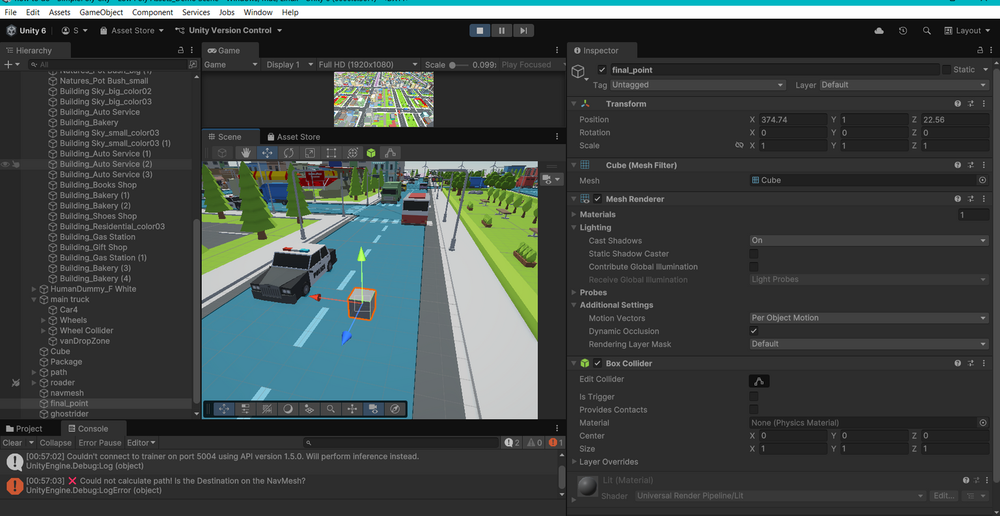 File Edit Assets GameObject Component Services Jobs Window Help
Unity 6 S Asset Store Unity Version Control Layout
Hierarchy
All
Natures_Pot Bush_big (1)
Natures_Pot Bush_small
Building Sky_big_color02
Building Sky_big_color03
Building_Auto Service
Building_Bakery
Building Sky_small_color03
Building Sky_small_color03 (1)
Building_Auto Service (1)
Building_Auto Service (2)
Building_Auto Service (3)
Building_Books Shop
Building_Bakery (1)
Building_Bakery (2)
Building_Shoes Shop
Building_Residential_color03
Building_Gas Station
Building_Gift Shop
Building_Gas Station (1)
Building_Bakery (3)
Building_Bakery (4)
HumanDummy_F White
main truck
Car4
Wheels
Wheel Collider
vanDropZone
Cube
Package
path
roader
navmesh
final_point
ghostrider
Game
Game Display 1 Full HD (1920x1080) Scale 0.099: Play Focused
Scene Asset Store
POLICE
Project Console
Clear Collapse Error Pause Editor 2 0 1
[00:57:02] Couldn't connect to trainer on port 5004 using API version 1.5.0. Will perform inference instead.
UnityEngine.Debug:Log (object)
[00:57:03] ❌ Could not calculate path! Is the Destination on the NavMesh?
UnityEngine.Debug:LogError (object)
Inspector
final_point Static
Tag Untagged Layer Default
Transform
Position X 374.74 Y 1 Z 22.56
Rotation X 0 Y 0 Z 0
Scale X 1 Y 1 Z 1
Cube (Mesh Filter)
Mesh Cube
Mesh Renderer
Materials 1
Lighting
Cast Shadows On
Static Shadow Caster
Contribute Global Illumination
Receive Global Illumination Light Probes
Probes
Additional Settings
Motion Vectors Per Object Motion
Dynamic Occlusion
Rendering Layer Mask Default
Box Collider
Edit Collider
Is Trigger
Provides Contacts
Material None (Physics Material)
Center X 0 Y 0 Z 0
Size X 1 Y 1 Z 1
Layer Overrides
Lit (Material)
Shader Universal Render Pipeline/Lit Edit...